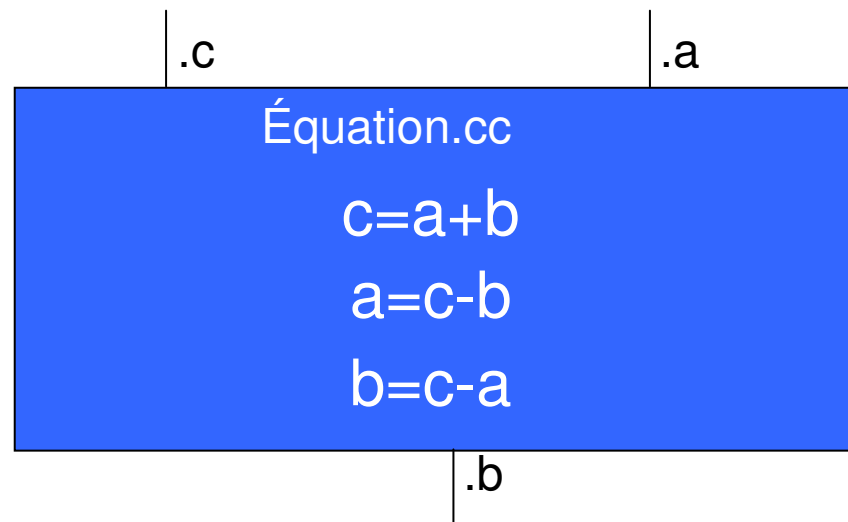 .c .a
Équation.cc
c=a+b
a=c-b
b=c-a
.b